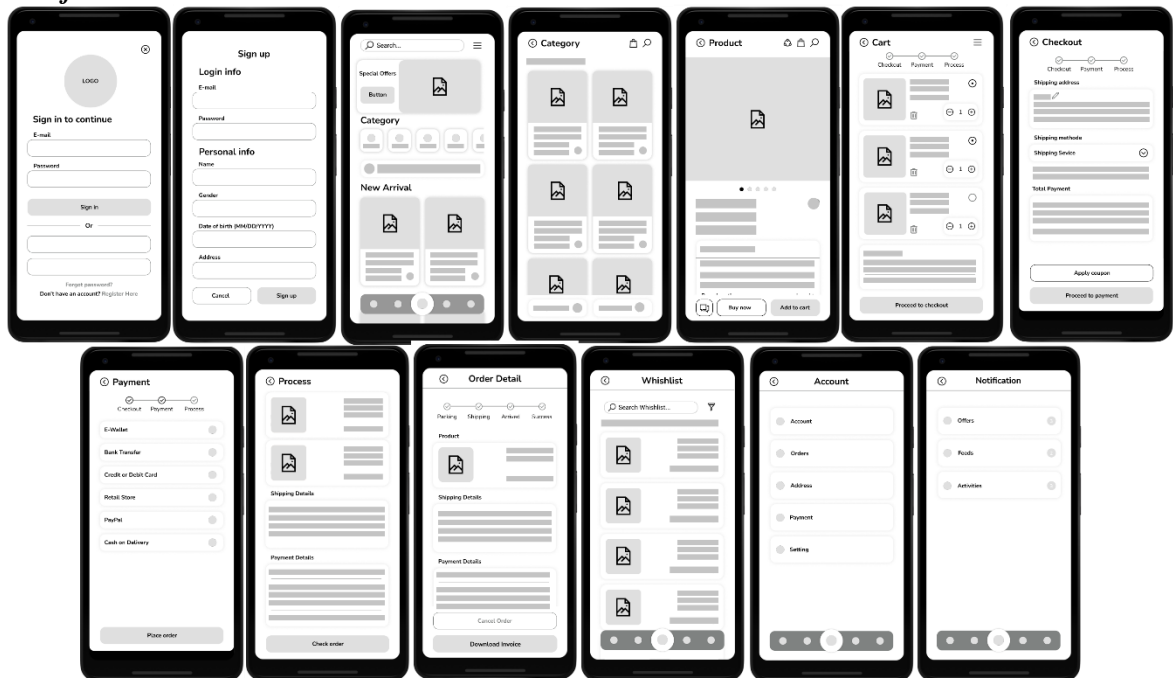 LOGO
Sign in to continue
E-mail
Password
Sign in
Or
Forgot password?
Don't have an account? Register Here
Sign up
Login info
E-mail
Password
Personal info
Name
Gender
Date of birth (MM/DD/YYYY)
Address
Cancel
Sign up
Search...
Special Offers
Button
Category
New Arrival
Category
Product
Buy now
Add to cart
Cart
Checkout Payment Process
1
1
1
Proceed to checkout
Checkout
Checkout Payment Process
Shipping address
Shipping methode
Shipping Sevice
Total Payment
Apply coupon
Proceed to payment
Payment
Checkout Payment Process
E-Wallet
Bank Transfer
Credit or Debit Card
Retail Store
PayPal
Cash on Delivery
Place order
Process
Shipping Details
Payment Details
Check order
Order Detail
Packing Shipping Arrived Success
Product
Shipping Details
Payment Details
Cancel Order
Download Invoice
Whishlist
Search Whishlist...
Account
Account
Orders
Address
Payment
Setting
Notification
Offers
Feeds
Activities